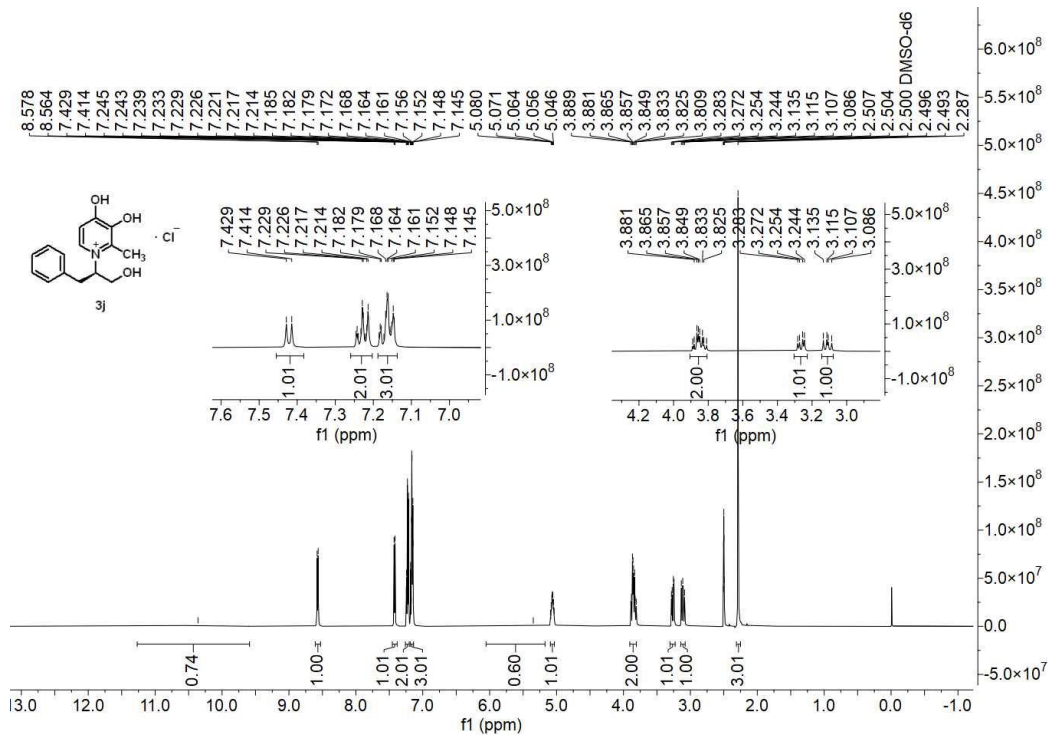 8.578 8.564 7.429 7.414 7.245 7.243 7.239 7.233 7.229 7.226 7.221 7.217 7.214 7.185 7.182 7.179 7.172 7.168 7.164 7.161 7.156 7.152 7.148 7.145 5.080 5.071 5.064 5.056 5.046 3.889 3.881 3.865 3.857 3.849 3.833 3.825 3.809 3.283 3.272 3.254 3.244 3.135 3.115 3.107 3.086 2.507 2.504 2.500 DMSO-d6 2.496 2.493 2.287
6.0×10⁸
5.5×10⁸
5.0×10⁸
4.5×10⁸
4.0×10⁸
3.5×10⁸
3.0×10⁸
2.5×10⁸
2.0×10⁸
1.5×10⁸
1.0×10⁸
5.0×10⁷
0.0
-5.0×10⁷
OH
OH
N⁺ CH₃ · Cl⁻
OH
3j
7.429 7.414 7.229 7.226 7.217 7.214 7.182 7.179 7.168 7.164 7.161 7.152 7.148 7.145
5.0×10⁸
3.0×10⁸
1.0×10⁸
-1.0×10⁸
1.01 2.01 3.01
7.6 7.5 7.4 7.3 7.2 7.1 7.0
f1 (ppm)
3.881 3.865 3.857 3.849 3.833 3.825 3.283 3.272 3.254 3.244 3.135 3.115 3.107 3.086
5.0×10⁸
3.0×10⁸
1.0×10⁸
-1.0×10⁸
2.00 1.01 1.00
4.2 4.0 3.8 3.6 3.4 3.2 3.0
f1 (ppm)
0.74 1.00 1.01 2.01 3.01 0.60 1.01 2.00 1.01 1.00 3.01
11.0 10.0 9.0 8.0 7.0 6.0 5.0 4.0 3.0 2.0 1.0 0.0 -1.0
f1 (ppm)